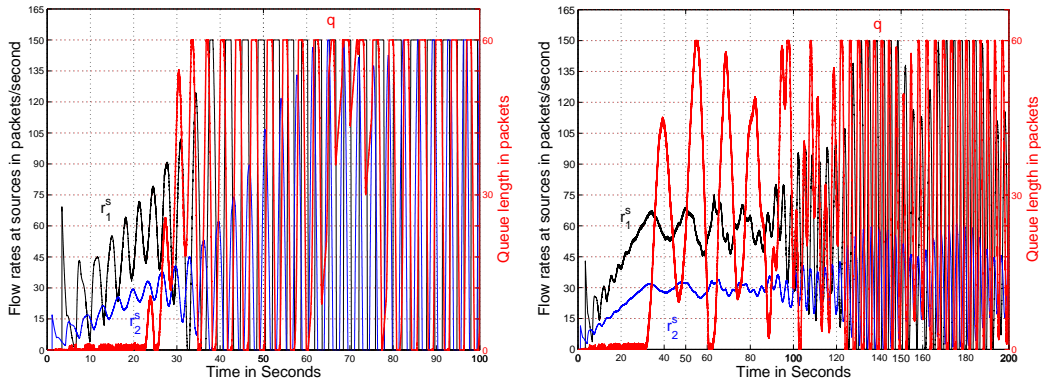 q
165
150
135
120
105
90
75
60
45
30
15
0
Flow rates at sources in packets/second
r₁ˢ
r₂ˢ
60
30
0
Queue length in packets
0 10 20 30 40 50 60 70 80 90 100
Time in Seconds
q
165
150
135
120
105
90
75
60
45
30
15
0
Flow rates at sources in packets/second
r₁ˢ
r₂ˢ
60
30
0
Queue length in packets
0 20 40 50 60 80 100 120 140 150 160 180 200
Time in Seconds